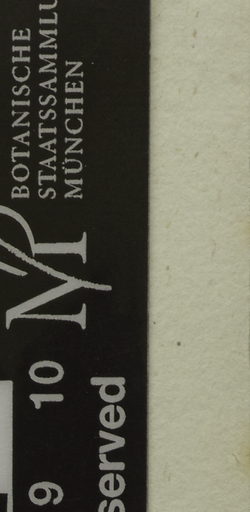 BOTANISCHE
STAATSSAMMLU
MÜNCHEN
M
9 10
served